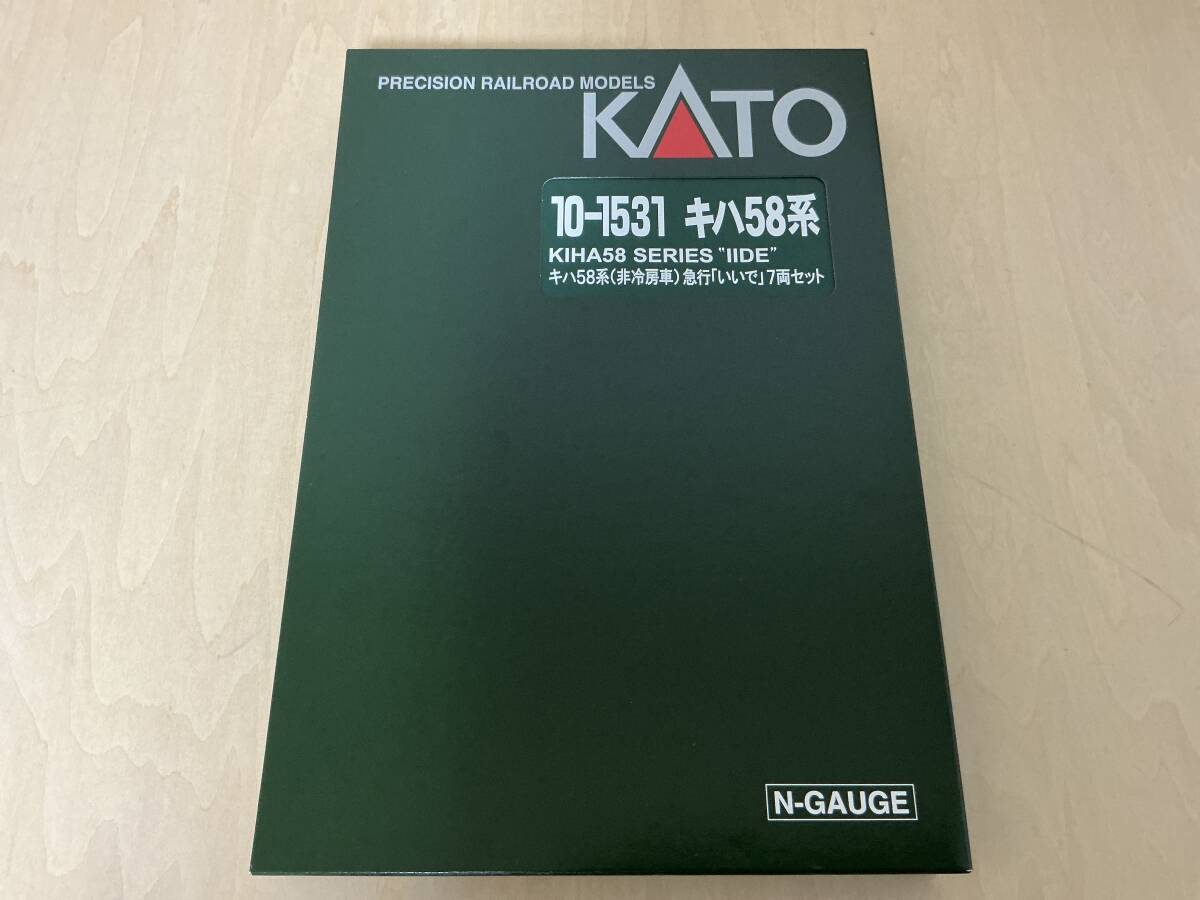 PRECISION RAILROAD MODELS
KATO
10-1531 キハ58系
KIHA58 SERIES "IIDE"
キハ58系(非冷房車)急行「いいで」7両セット
N-GAUGE